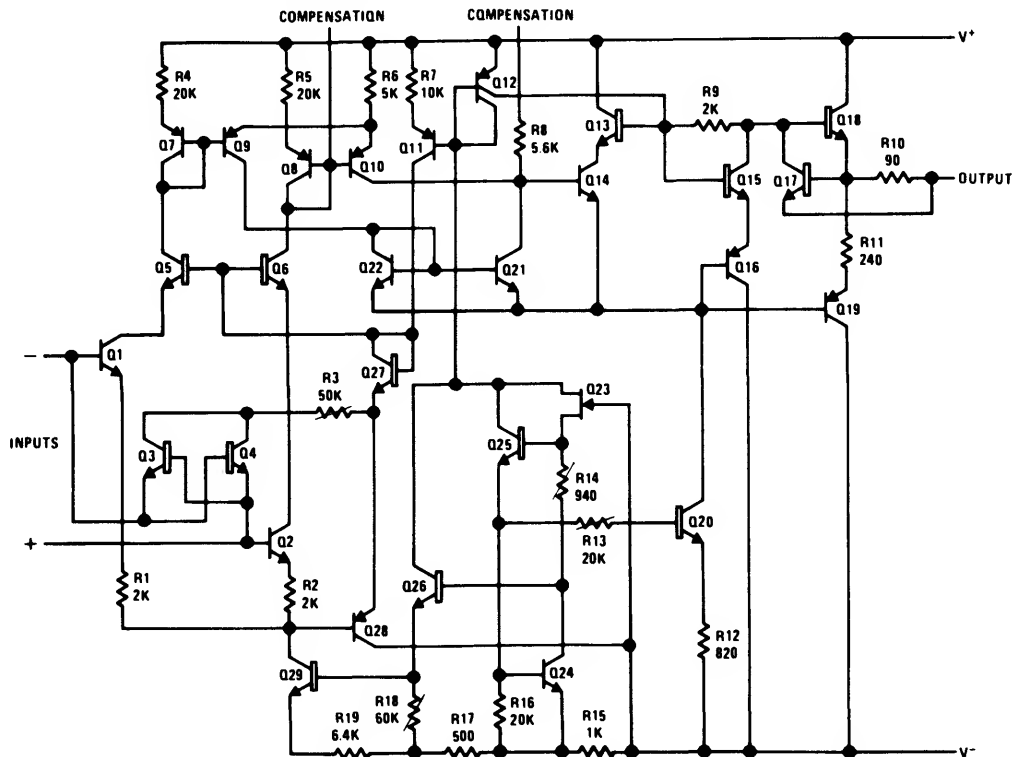 COMPENSATION COMPENSATION
V+
R4
20K
R5
20K
R6
5K
R7
10K
Q12
R8
5.6K
Q13
R9
2K
Q18
R10
90
OUTPUT
Q7
Q9
Q8
Q10
Q11
Q14
Q15
Q17
R11
240
Q5
Q6
Q22
Q21
Q16
Q19
−
Q1
Q27
R3
50K
Q23
INPUTS
Q3
Q4
Q25
R14
940
R13
20K
Q20
+
Q2
R1
2K
R2
2K
Q26
Q28
R12
820
Q29
Q24
R18
60K
R16
20K
R19
6.4K
R17
500
R15
1K
V−